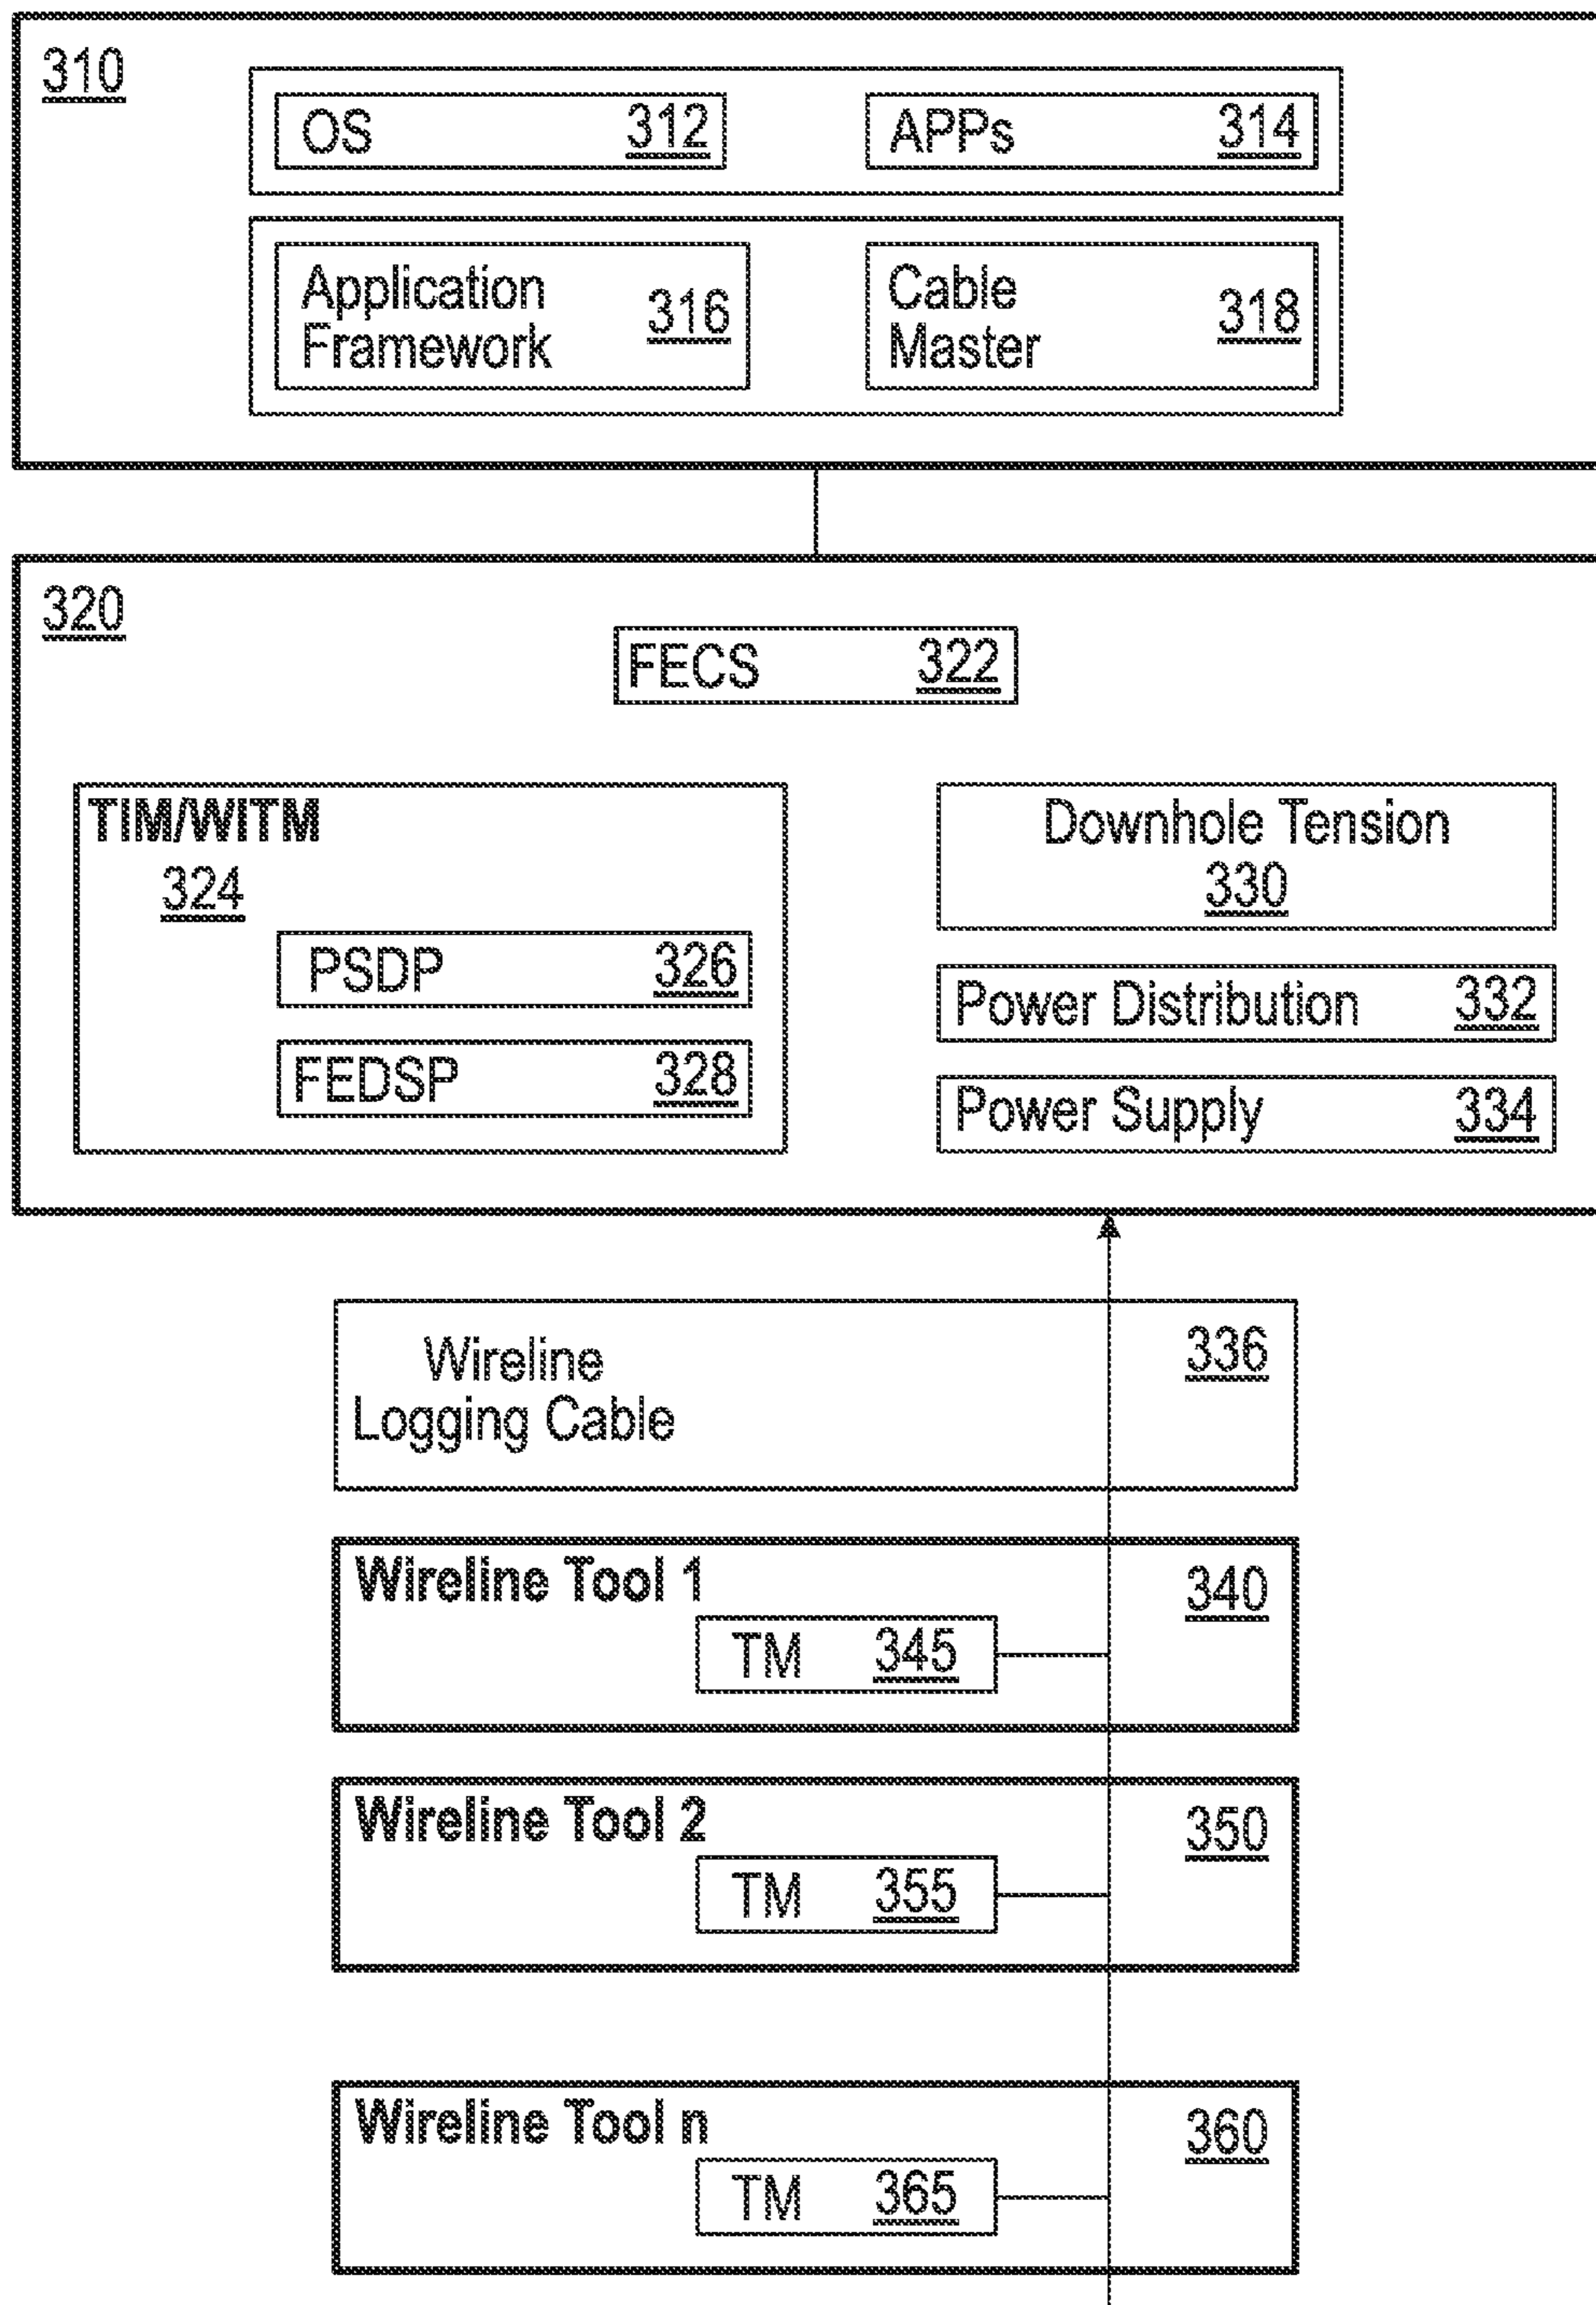 310
OS 312 APPs 314
Application
Framework 316
Cable
Master 318
320
FECS 322
TIM/WITM
324
PSDP 326
FEDSP 328
Downhole Tension
330
Power Distribution 332
Power Supply 334
Wireline
Logging Cable
336
Wireline Tool 1
340
TM 345
Wireline Tool 2
350
TM 355
Wireline Tool n
360
TM 365